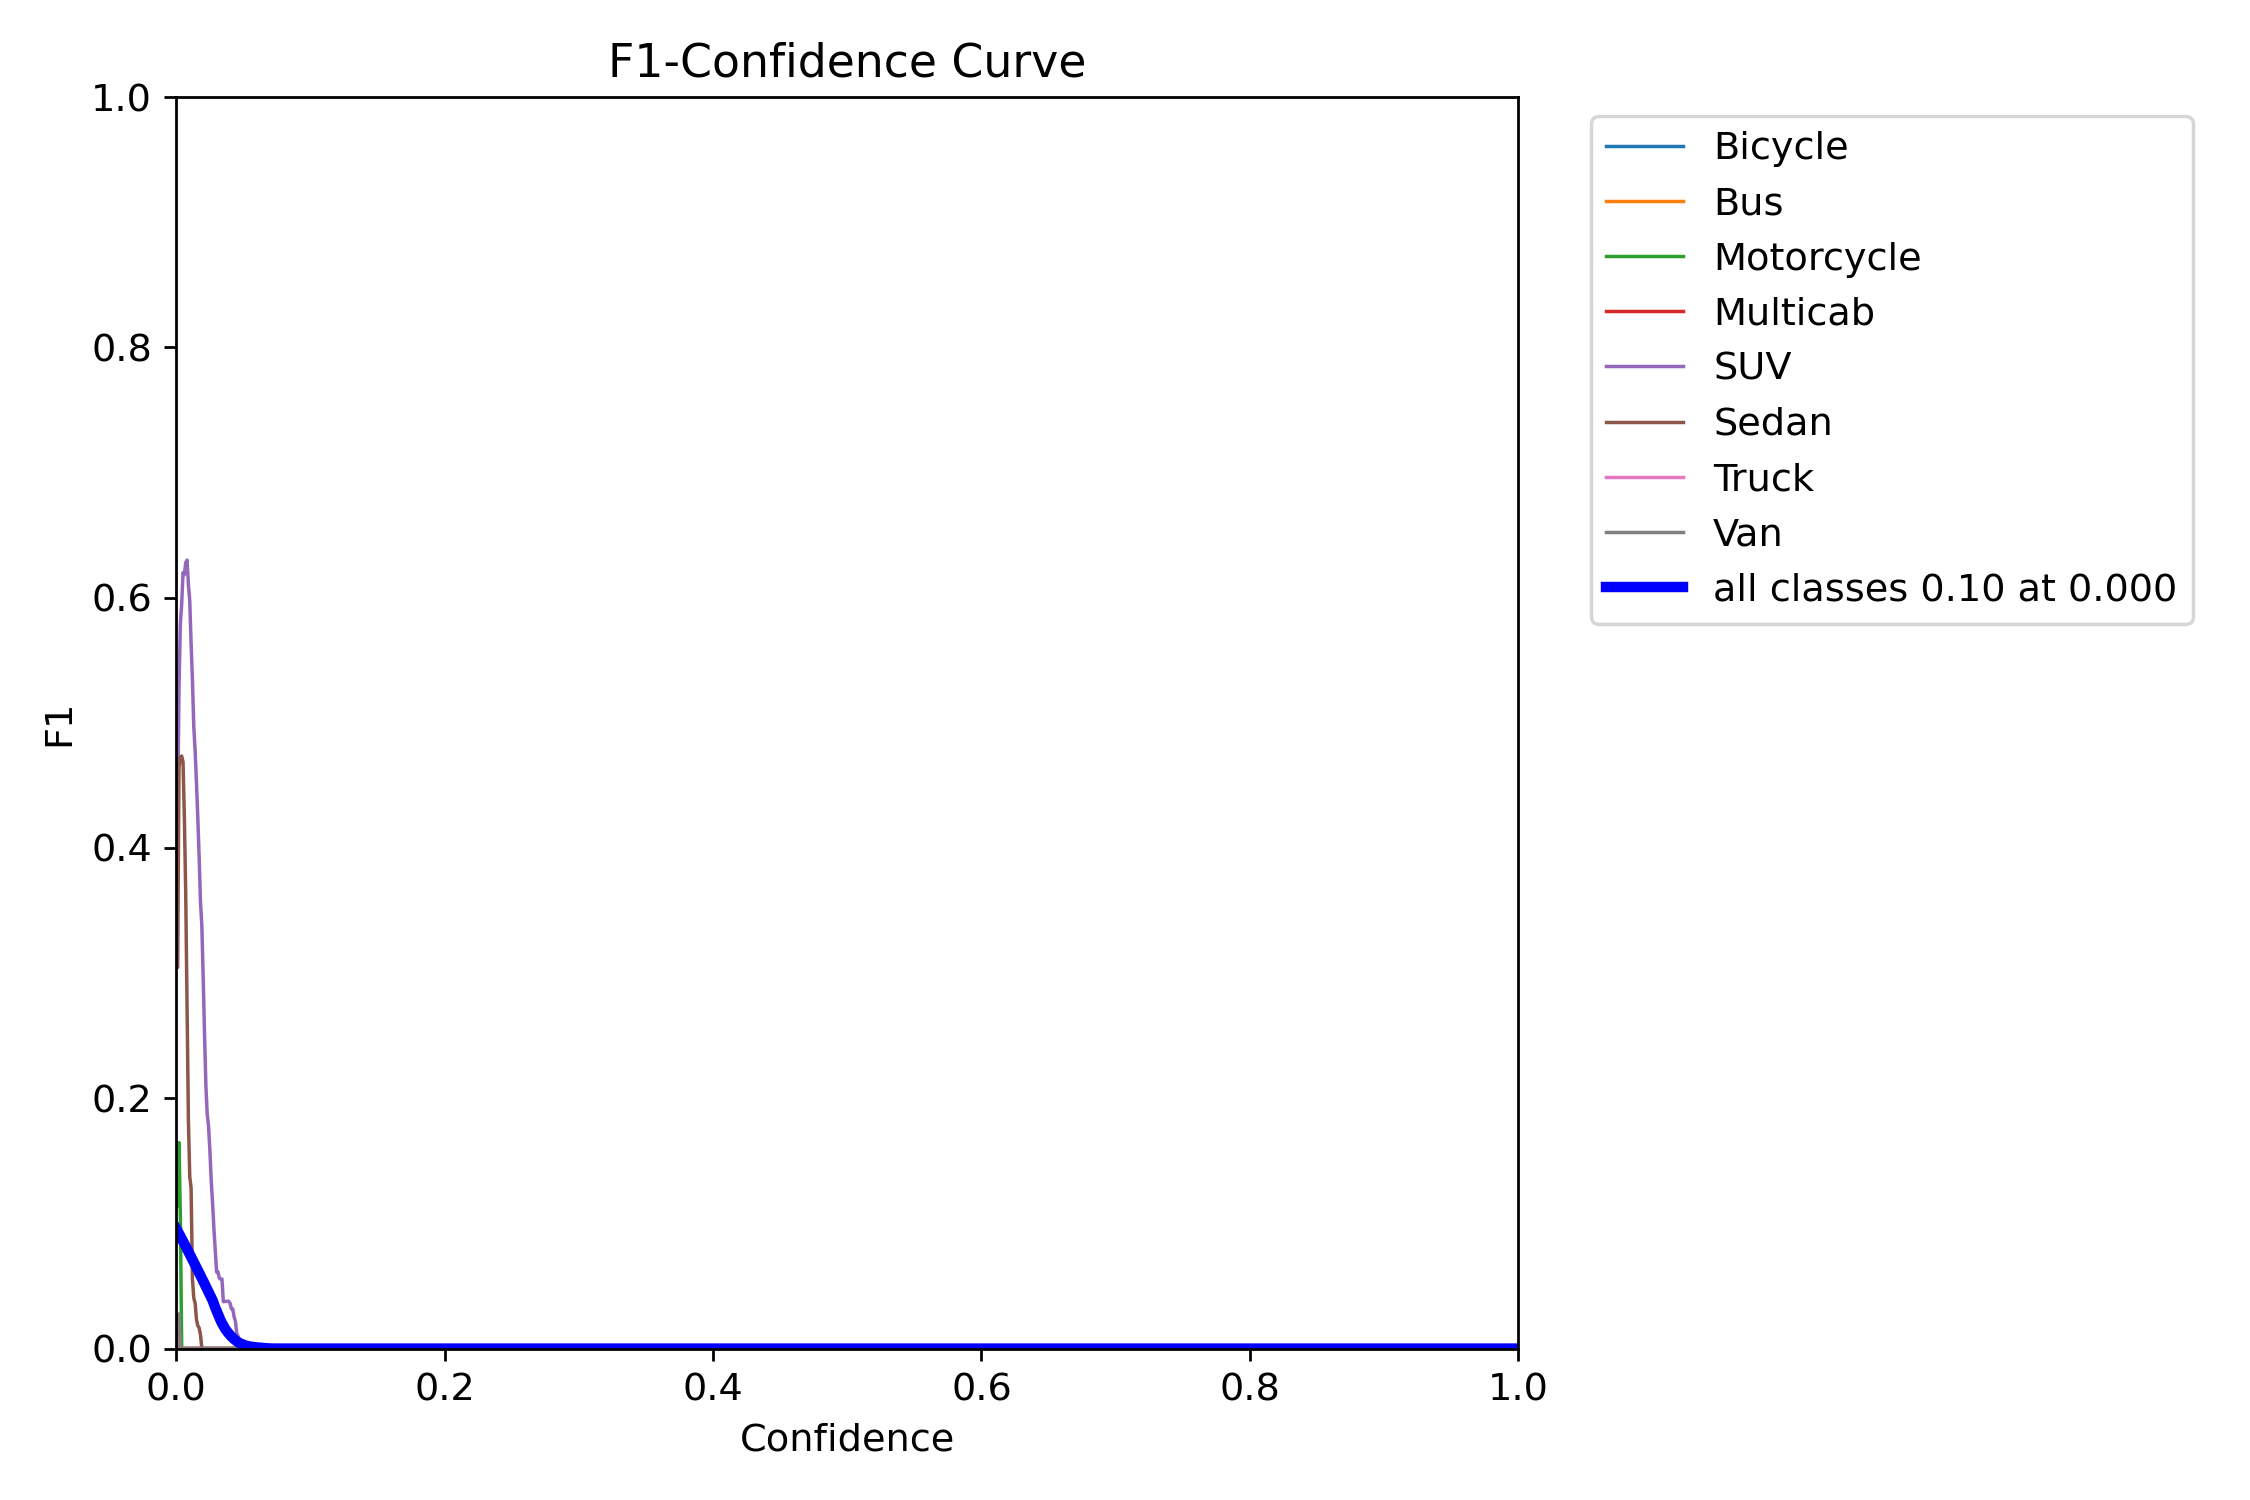 F1-Confidence Curve
1.0
0.8
0.6
0.4
0.2
0.0
F1
0.0 0.2 0.4 0.6 0.8 1.0
Confidence
Bicycle
Bus
Motorcycle
Multicab
SUV
Sedan
Truck
Van
all classes 0.10 at 0.000